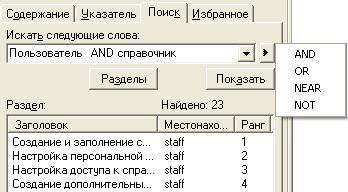 Содержание Указатель Поиск Избранное
Искать следующие слова:
Пользователь AND справочник
AND
OR
NEAR
NOT
Разделы Показать
Раздел: Найдено: 23
Заголовок Местонахо... Ранг
Создание и заполнение с... staff 1
Настройка персональной ... staff 2
Настройка доступа к спра... staff 3
Создание дополнительны... staff 4